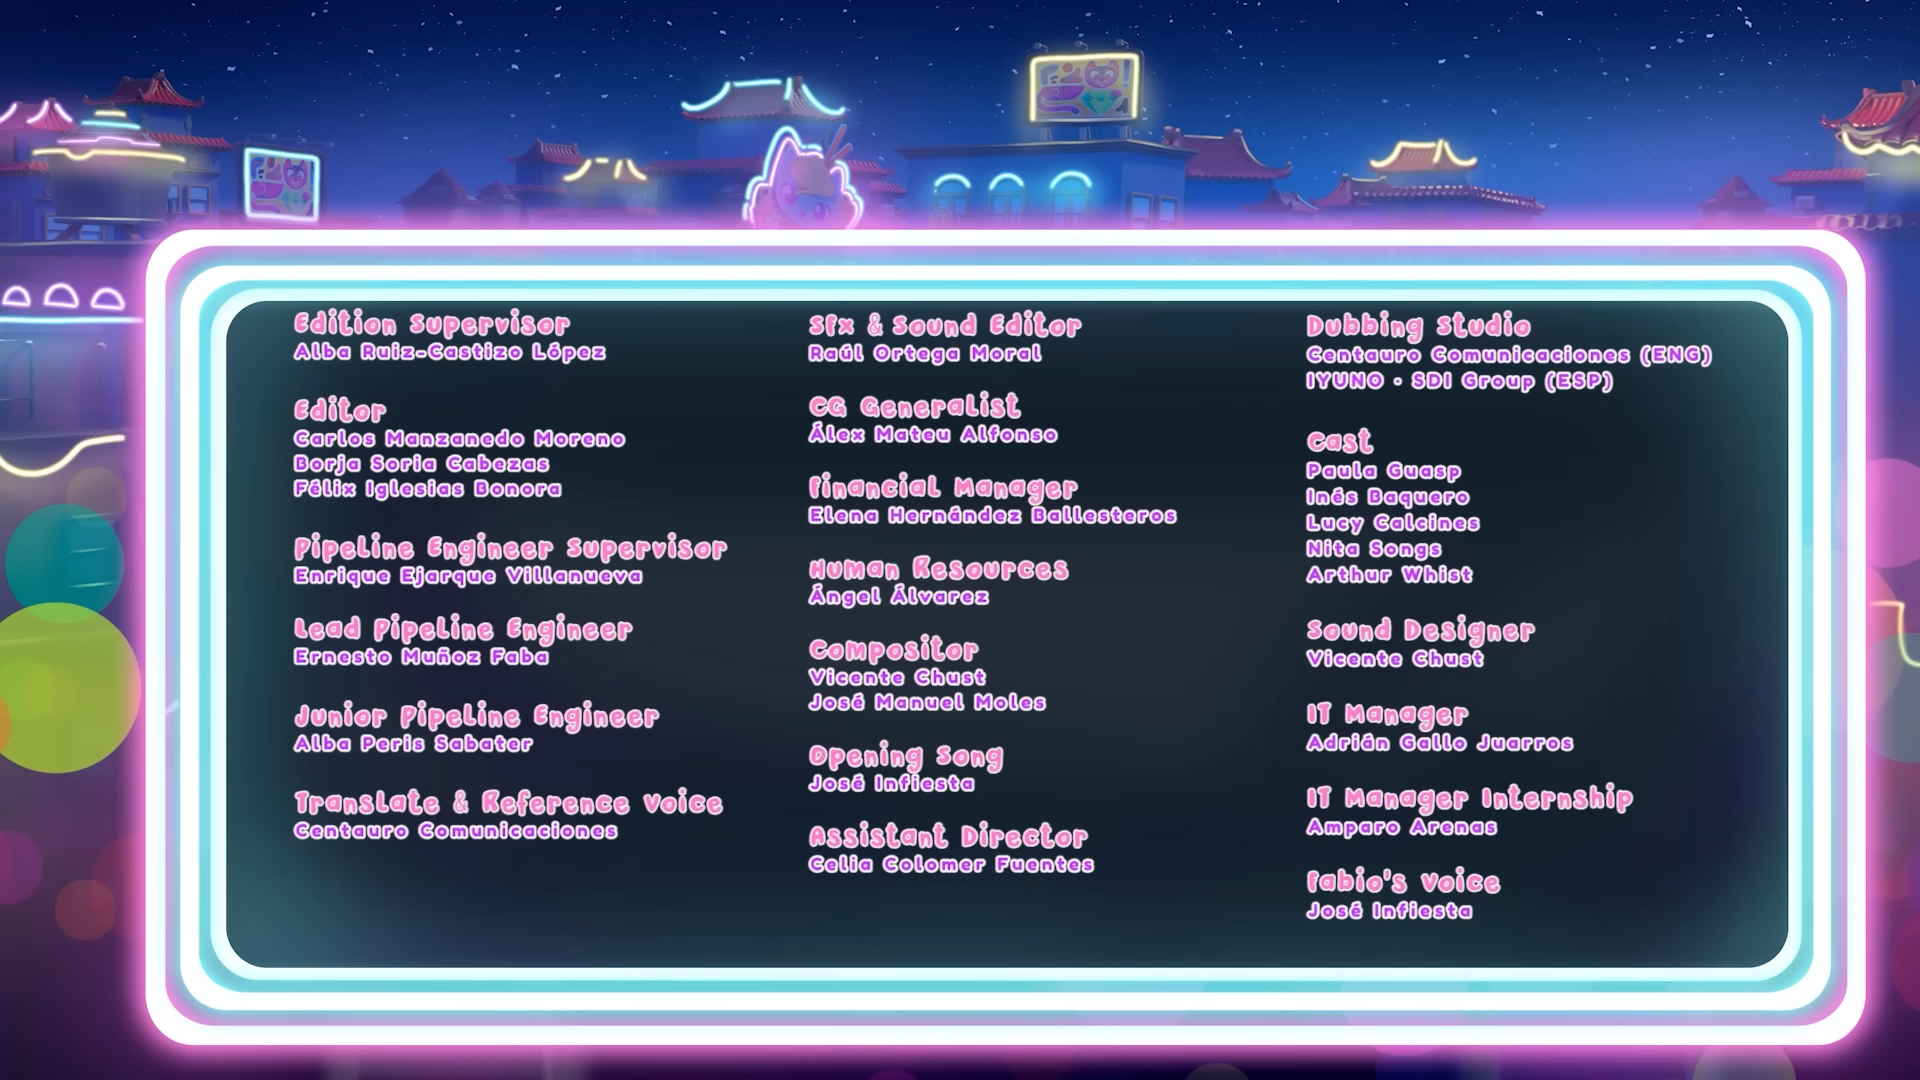 Edition Supervisor
Alba Ruiz-Castizo López
Editor
Carlos Manzanedo Moreno
Borja Soria Cabezas
Félix Iglesias Bonora
Pipeline Engineer Supervisor
Enrique Ejarque Villanueva
Lead Pipeline Engineer
Ernesto Muñoz Faba
Junior Pipeline Engineer
Alba Peris Sabater
Translate & Reference Voice
Centauro Comunicaciones
Sfx & Sound Editor
Raúl Ortega Moral
CG Generalist
Álex Mateu Alfonso
Financial Manager
Elena Hernández Ballesteros
Human Resources
Ángel Álvarez
Compositor
Vicente Chust
José Manuel Moles
Opening Song
José Infiesta
Assistant Director
Celia Colomer Fuentes
Dubbing Studio
Centauro Comunicaciones (ENG)
IYUNO • SDI Group (ESP)
Cast
Paula Guasp
Inés Baquero
Lucy Calcines
Nita Songs
Arthur Whist
Sound Designer
Vicente Chust
IT Manager
Adrián Gallo Juarros
IT Manager Internship
Amparo Arenas
Fabio's Voice
José Infiesta